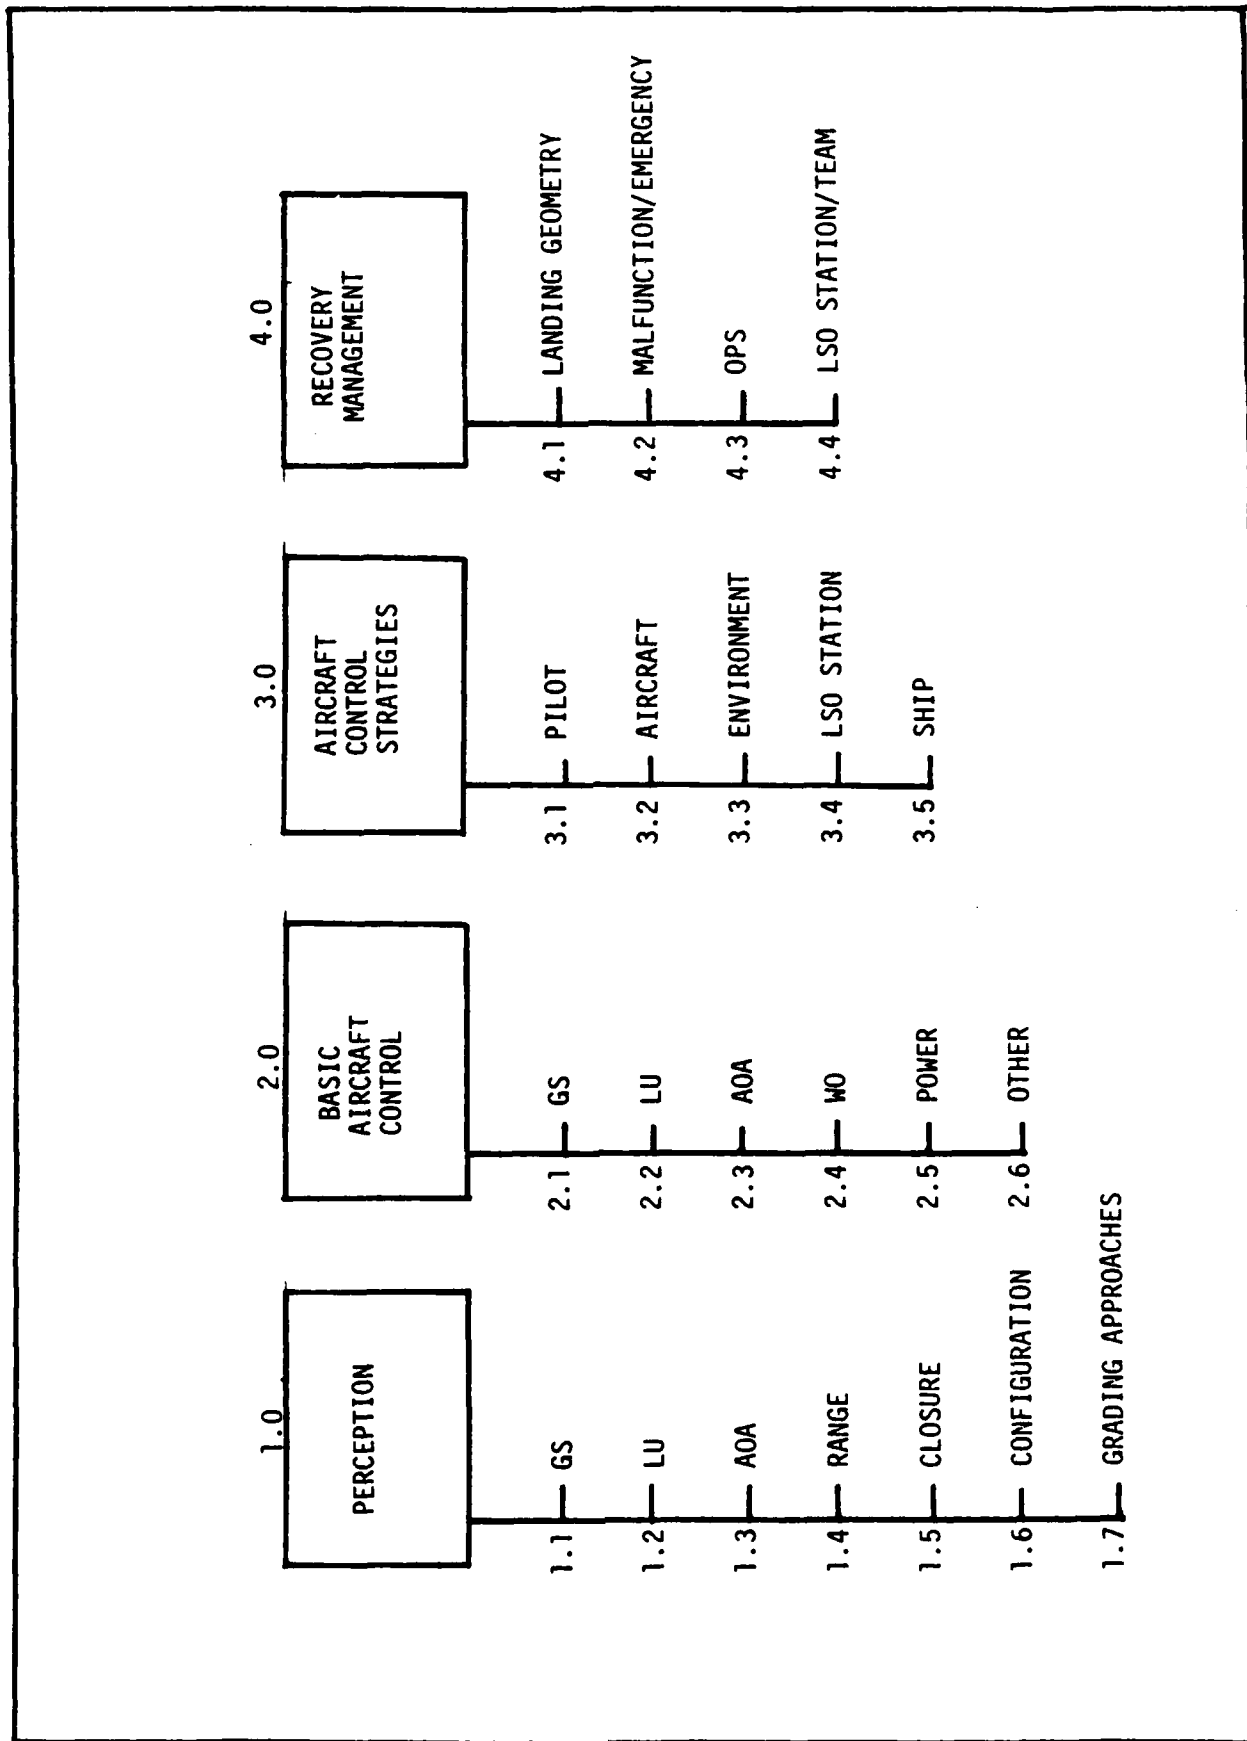 1.0
PERCEPTION
1.1 GS
1.2 LU
1.3 AOA
1.4 RANGE
1.5 CLOSURE
1.6 CONFIGURATION
1.7 GRADING APPROACHES
2.0
BASIC
AIRCRAFT
CONTROL
2.1 GS
2.2 LU
2.3 AOA
2.4 WO
2.5 POWER
2.6 OTHER
3.0
AIRCRAFT
CONTROL
STRATEGIES
3.1 PILOT
3.2 AIRCRAFT
3.3 ENVIRONMENT
3.4 LSO STATION
3.5 SHIP
4.0
RECOVERY
MANAGEMENT
4.1 LANDING GEOMETRY
4.2 MALFUNCTION/EMERGENCY
4.3 OPS
4.4 LSO STATION/TEAM